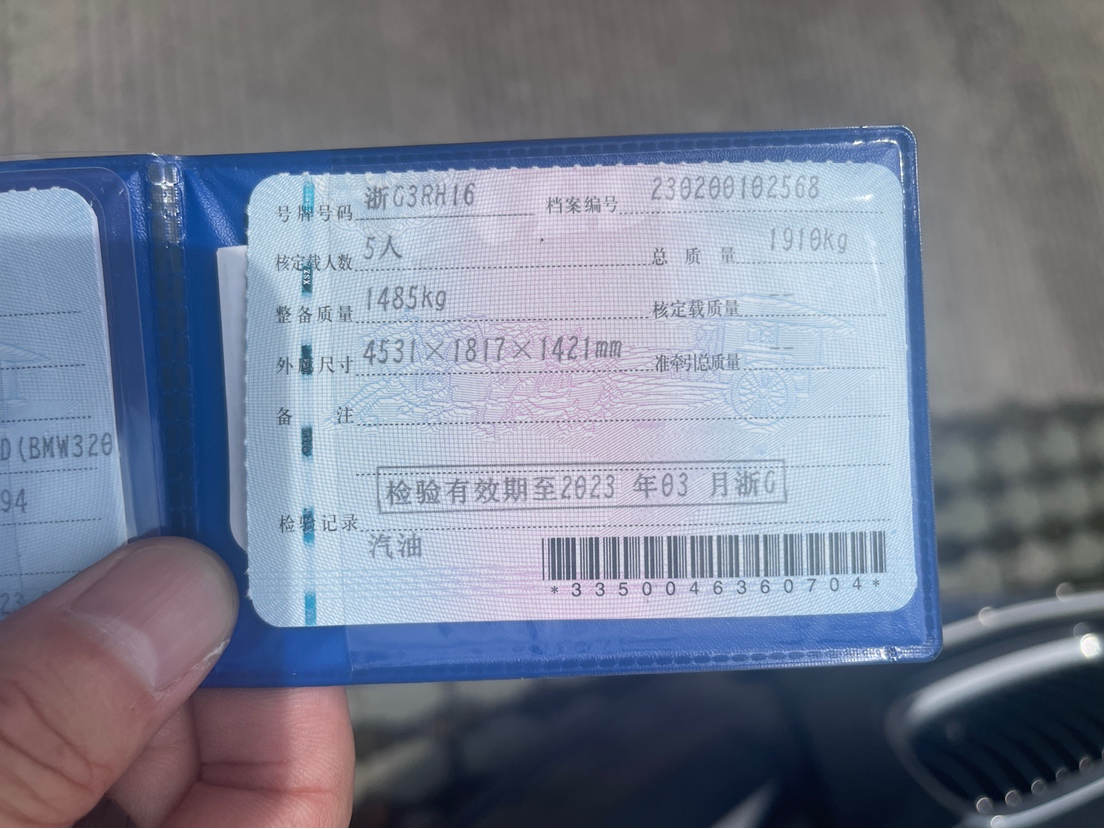 号牌号码 浙G3RH16 档案编号 230200102568
核定载人数 5人 总质量 1910kg
整备质量 1485kg 核定载质量 --
外廓尺寸 4531×1817×1421mm 准牵引总质量 --
备注
检验有效期至2023 年03 月浙G
检验记录
汽油
*3350046360704*
D(BMW320
94
23